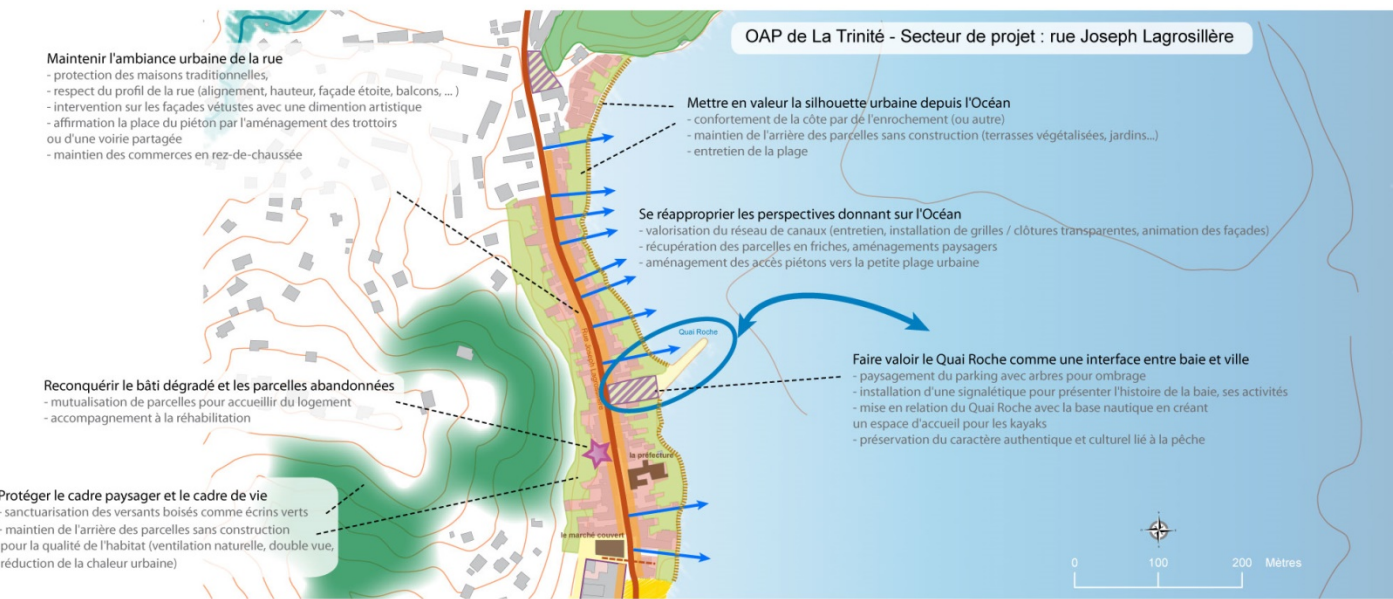 OAP de La Trinité - Secteur de projet : rue Joseph Lagrosillère
Maintenir l'ambiance urbaine de la rue
- protection des maisons traditionnelles,
- respect du profil de la rue (alignement, hauteur, façade étoite, balcons, ... )
- intervention sur les façades vétustes avec une dimention artistique
- affirmation la place du piéton par l'aménagement des trottoirs
ou d'une voirie partagée
- maintien des commerces en rez-de-chaussée
Mettre en valeur la silhouette urbaine depuis l'Océan
- confortement de la côte par de l'enrochement (ou autre)
- maintien de l'arrière des parcelles sans construction (terrasses végétalisées, jardins...)
- entretien de la plage
Se réapproprier les perspectives donnant sur l'Océan
- valorisation du réseau de canaux (entretien, installation de grilles / clôtures transparentes, animation des façades)
- récupération des parcelles en friches, aménagements paysagers
- aménagement des accès piétons vers la petite plage urbaine
Quai Roche
Rue Joseph Lagrosillère
Faire valoir le Quai Roche comme une interface entre baie et ville
- paysagement du parking avec arbres pour ombrage
- installation d'une signalétique pour présenter l'histoire de la baie, ses activités
- mise en relation du Quai Roche avec la base nautique en créant
un espace d'accueil pour les kayaks
- préservation du caractère authentique et culturel lié à la pêche
Reconquérir le bâti dégradé et les parcelles abandonnées
- mutualisation de parcelles pour accueillir du logement
- accompagnement à la réhabilitation
la préfecture
Protéger le cadre paysager et le cadre de vie
- sanctuarisation des versants boisés comme écrins verts
- maintien de l'arrière des parcelles sans construction
pour la qualité de l'habitat (ventilation naturelle, double vue,
réduction de la chaleur urbaine)
le marché couvert
0 100 200 Mètres